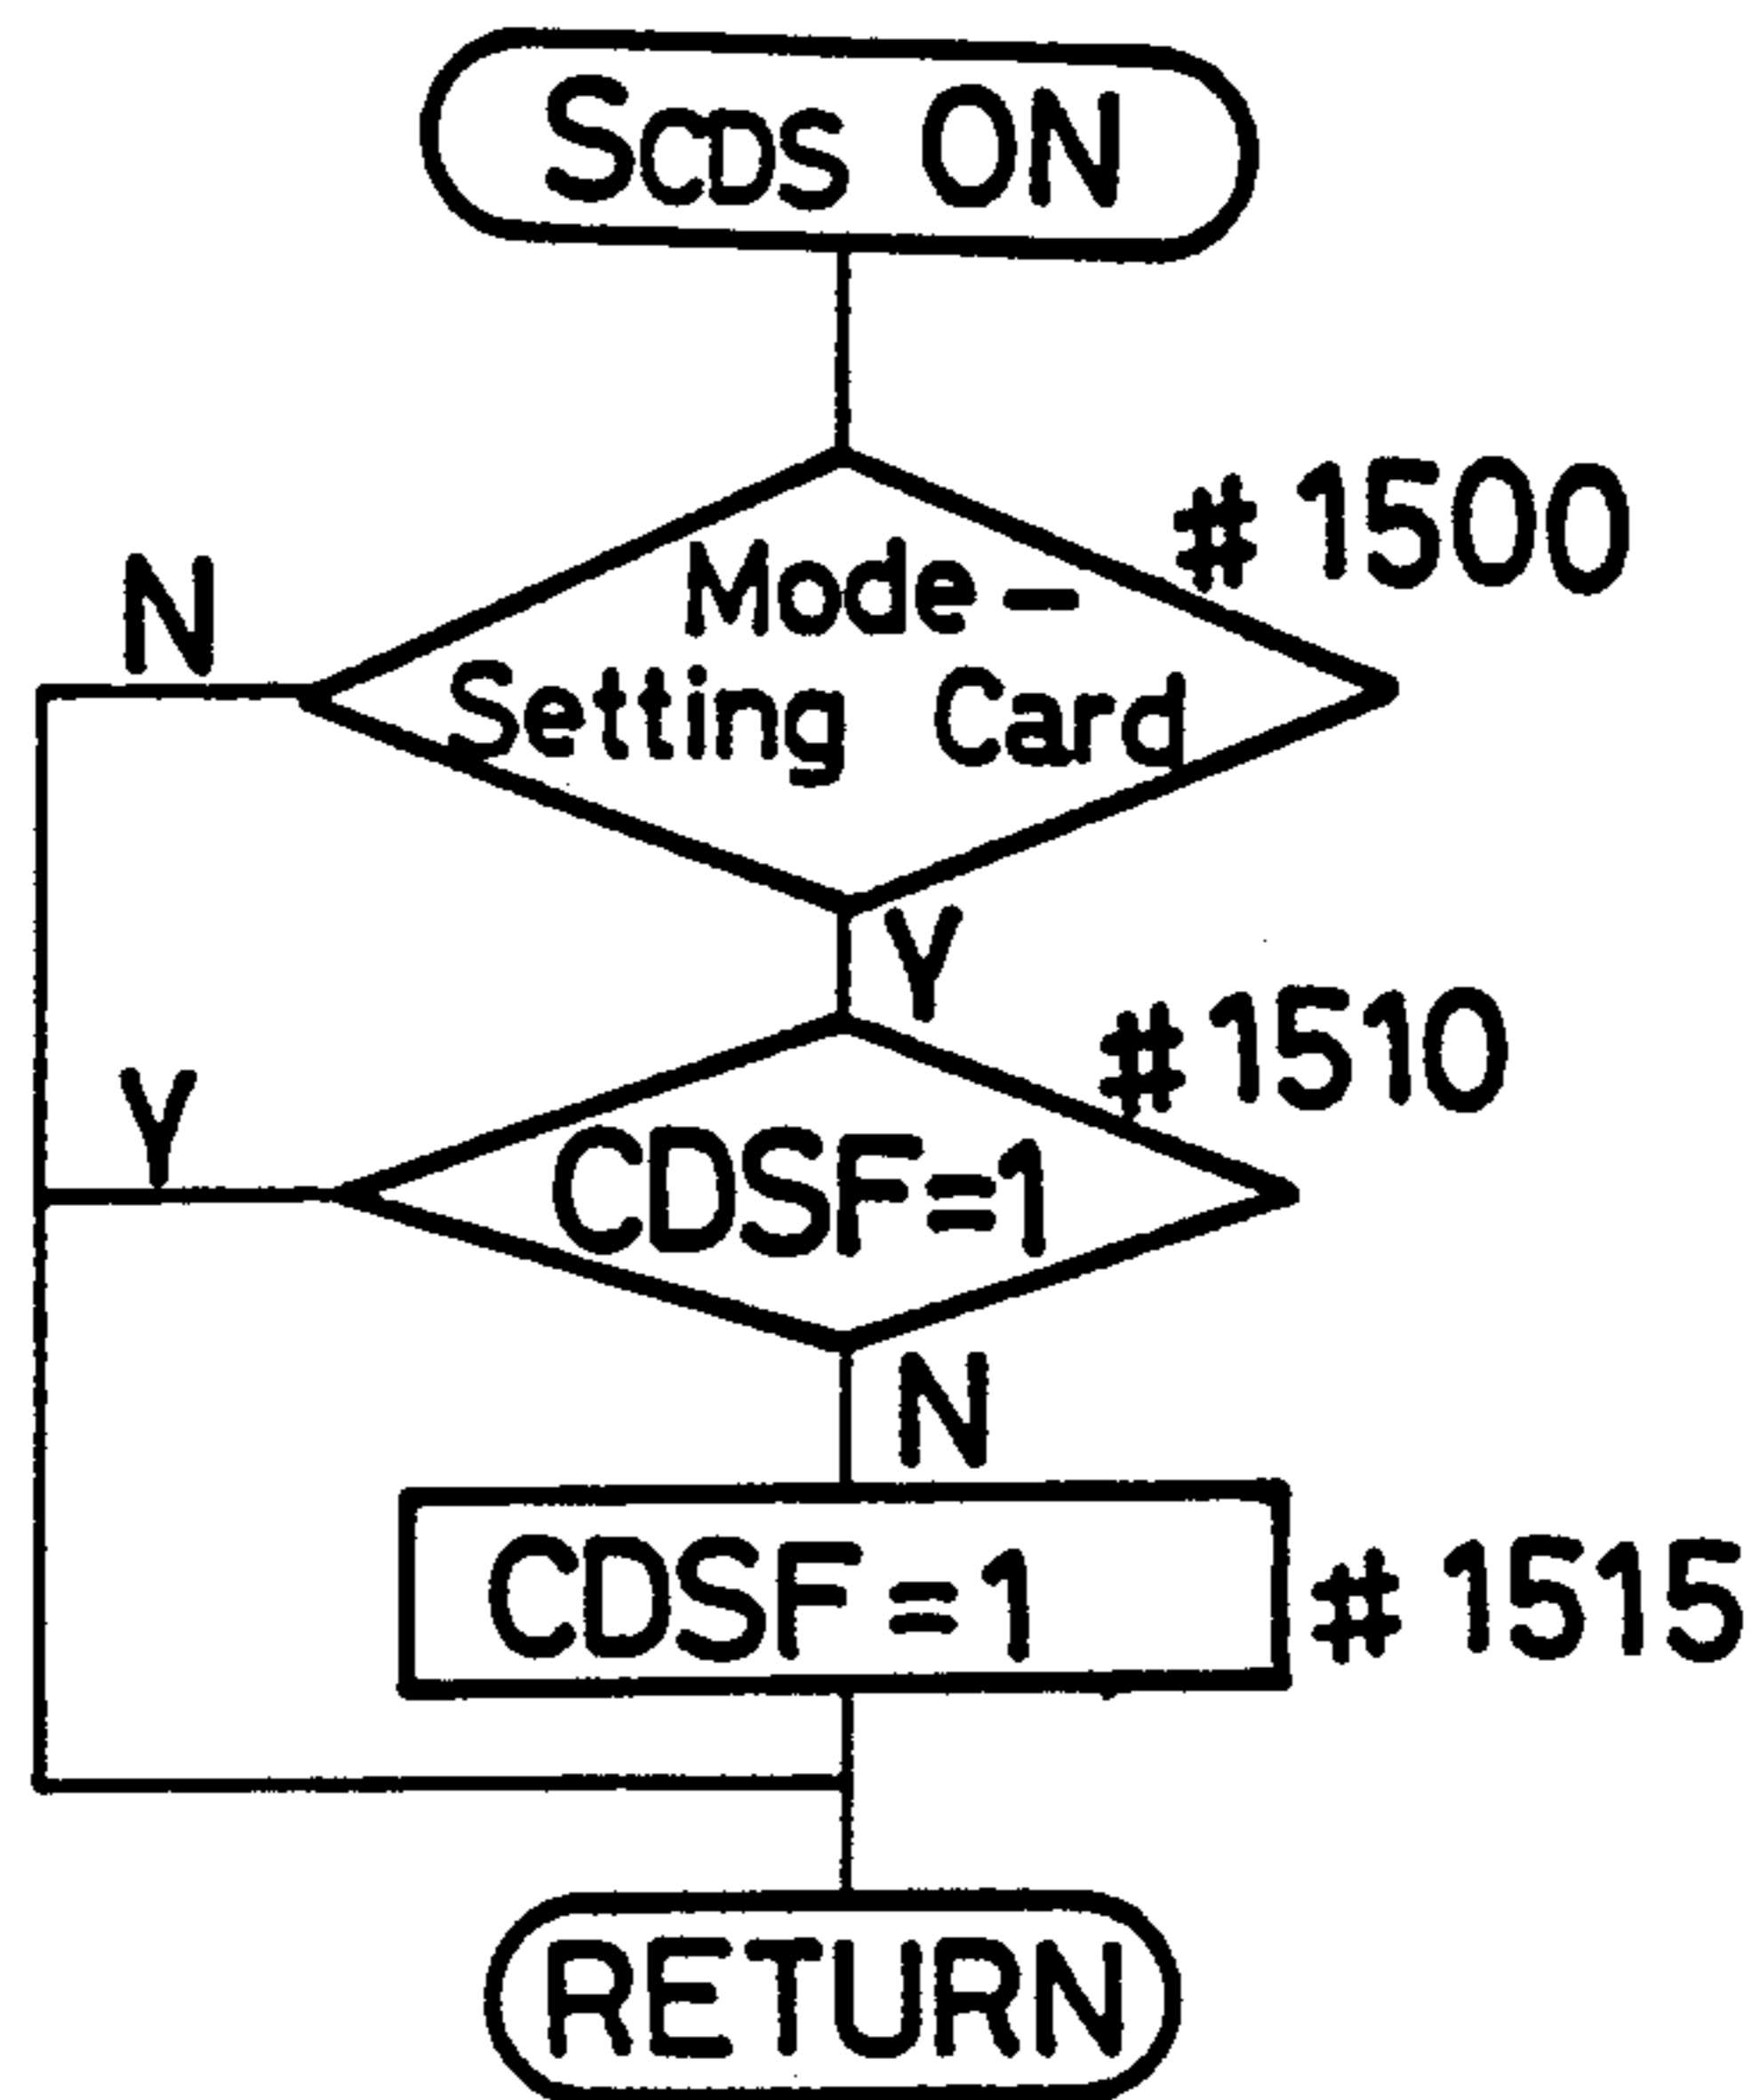 SCDS ON
#1500
N
Mode-
Setting Card
Y
#1510
Y
CDSF=1
N
CDSF=1
#1515
RETURN